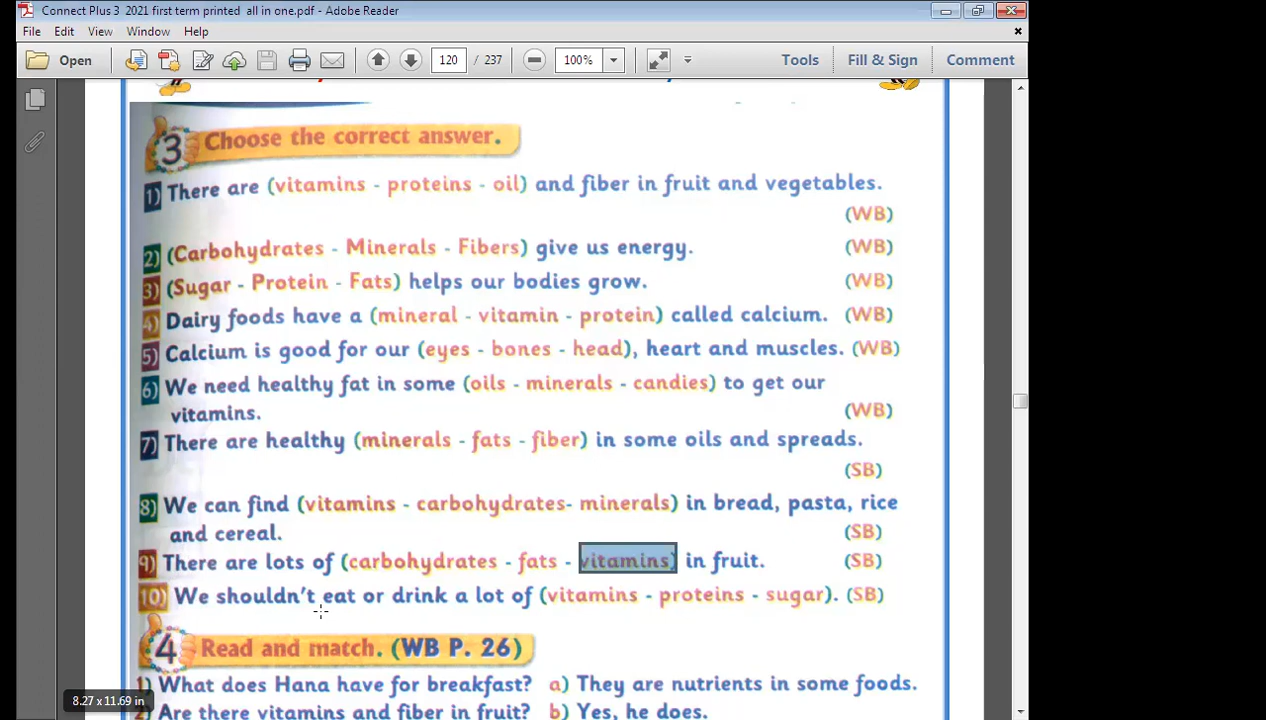 Connect Plus 3 2021 first term printed all in one.pdf - Adobe Reader
File Edit View Window Help
Open 120 / 237 100% Tools Fill & Sign Comment
3 Choose the correct answer.
1) There are (vitamins - proteins - oil) and fiber in fruit and vegetables.
(WB)
2) (Carbohydrates - Minerals - Fibers) give us energy. (WB)
3) (Sugar - Protein - Fats) helps our bodies grow. (WB)
4) Dairy foods have a (mineral - vitamin - protein) called calcium. (WB)
5) Calcium is good for our (eyes - bones - head), heart and muscles. (WB)
6) We need healthy fat in some (oils - minerals - candies) to get our
vitamins. (WB)
7) There are healthy (minerals - fats - fiber) in some oils and spreads.
(SB)
8) We can find (vitamins - carbohydrates- minerals) in bread, pasta, rice
and cereal. (SB)
9) There are lots of (carbohydrates - fats - vitamins) in fruit. (SB)
10) We shouldn't eat or drink a lot of (vitamins - proteins - sugar). (SB)
4 Read and match. (WB P. 26)
1) What does Hana have for breakfast? a) They are nutrients in some foods.
2) Are there vitamins and fiber in fruit? b) Yes, he does.
8.27 x 11.69 in